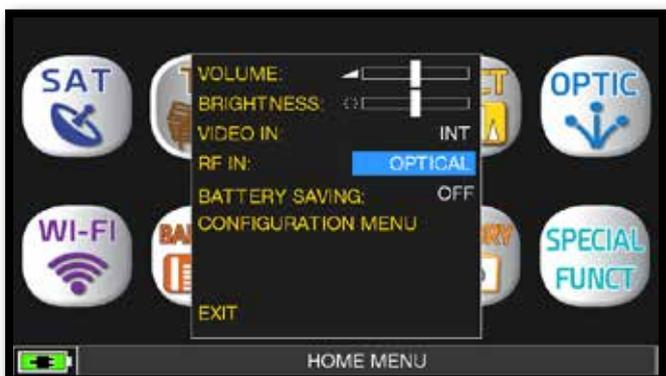 SAT
OPTIC
VOLUME:
BRIGHTNESS:
VIDEO IN: INT
RF IN: OPTICAL
BATTERY SAVING: OFF
CONFIGURATION MENU
WI-FI
SPECIAL
FUNCT
EXIT
HOME MENU